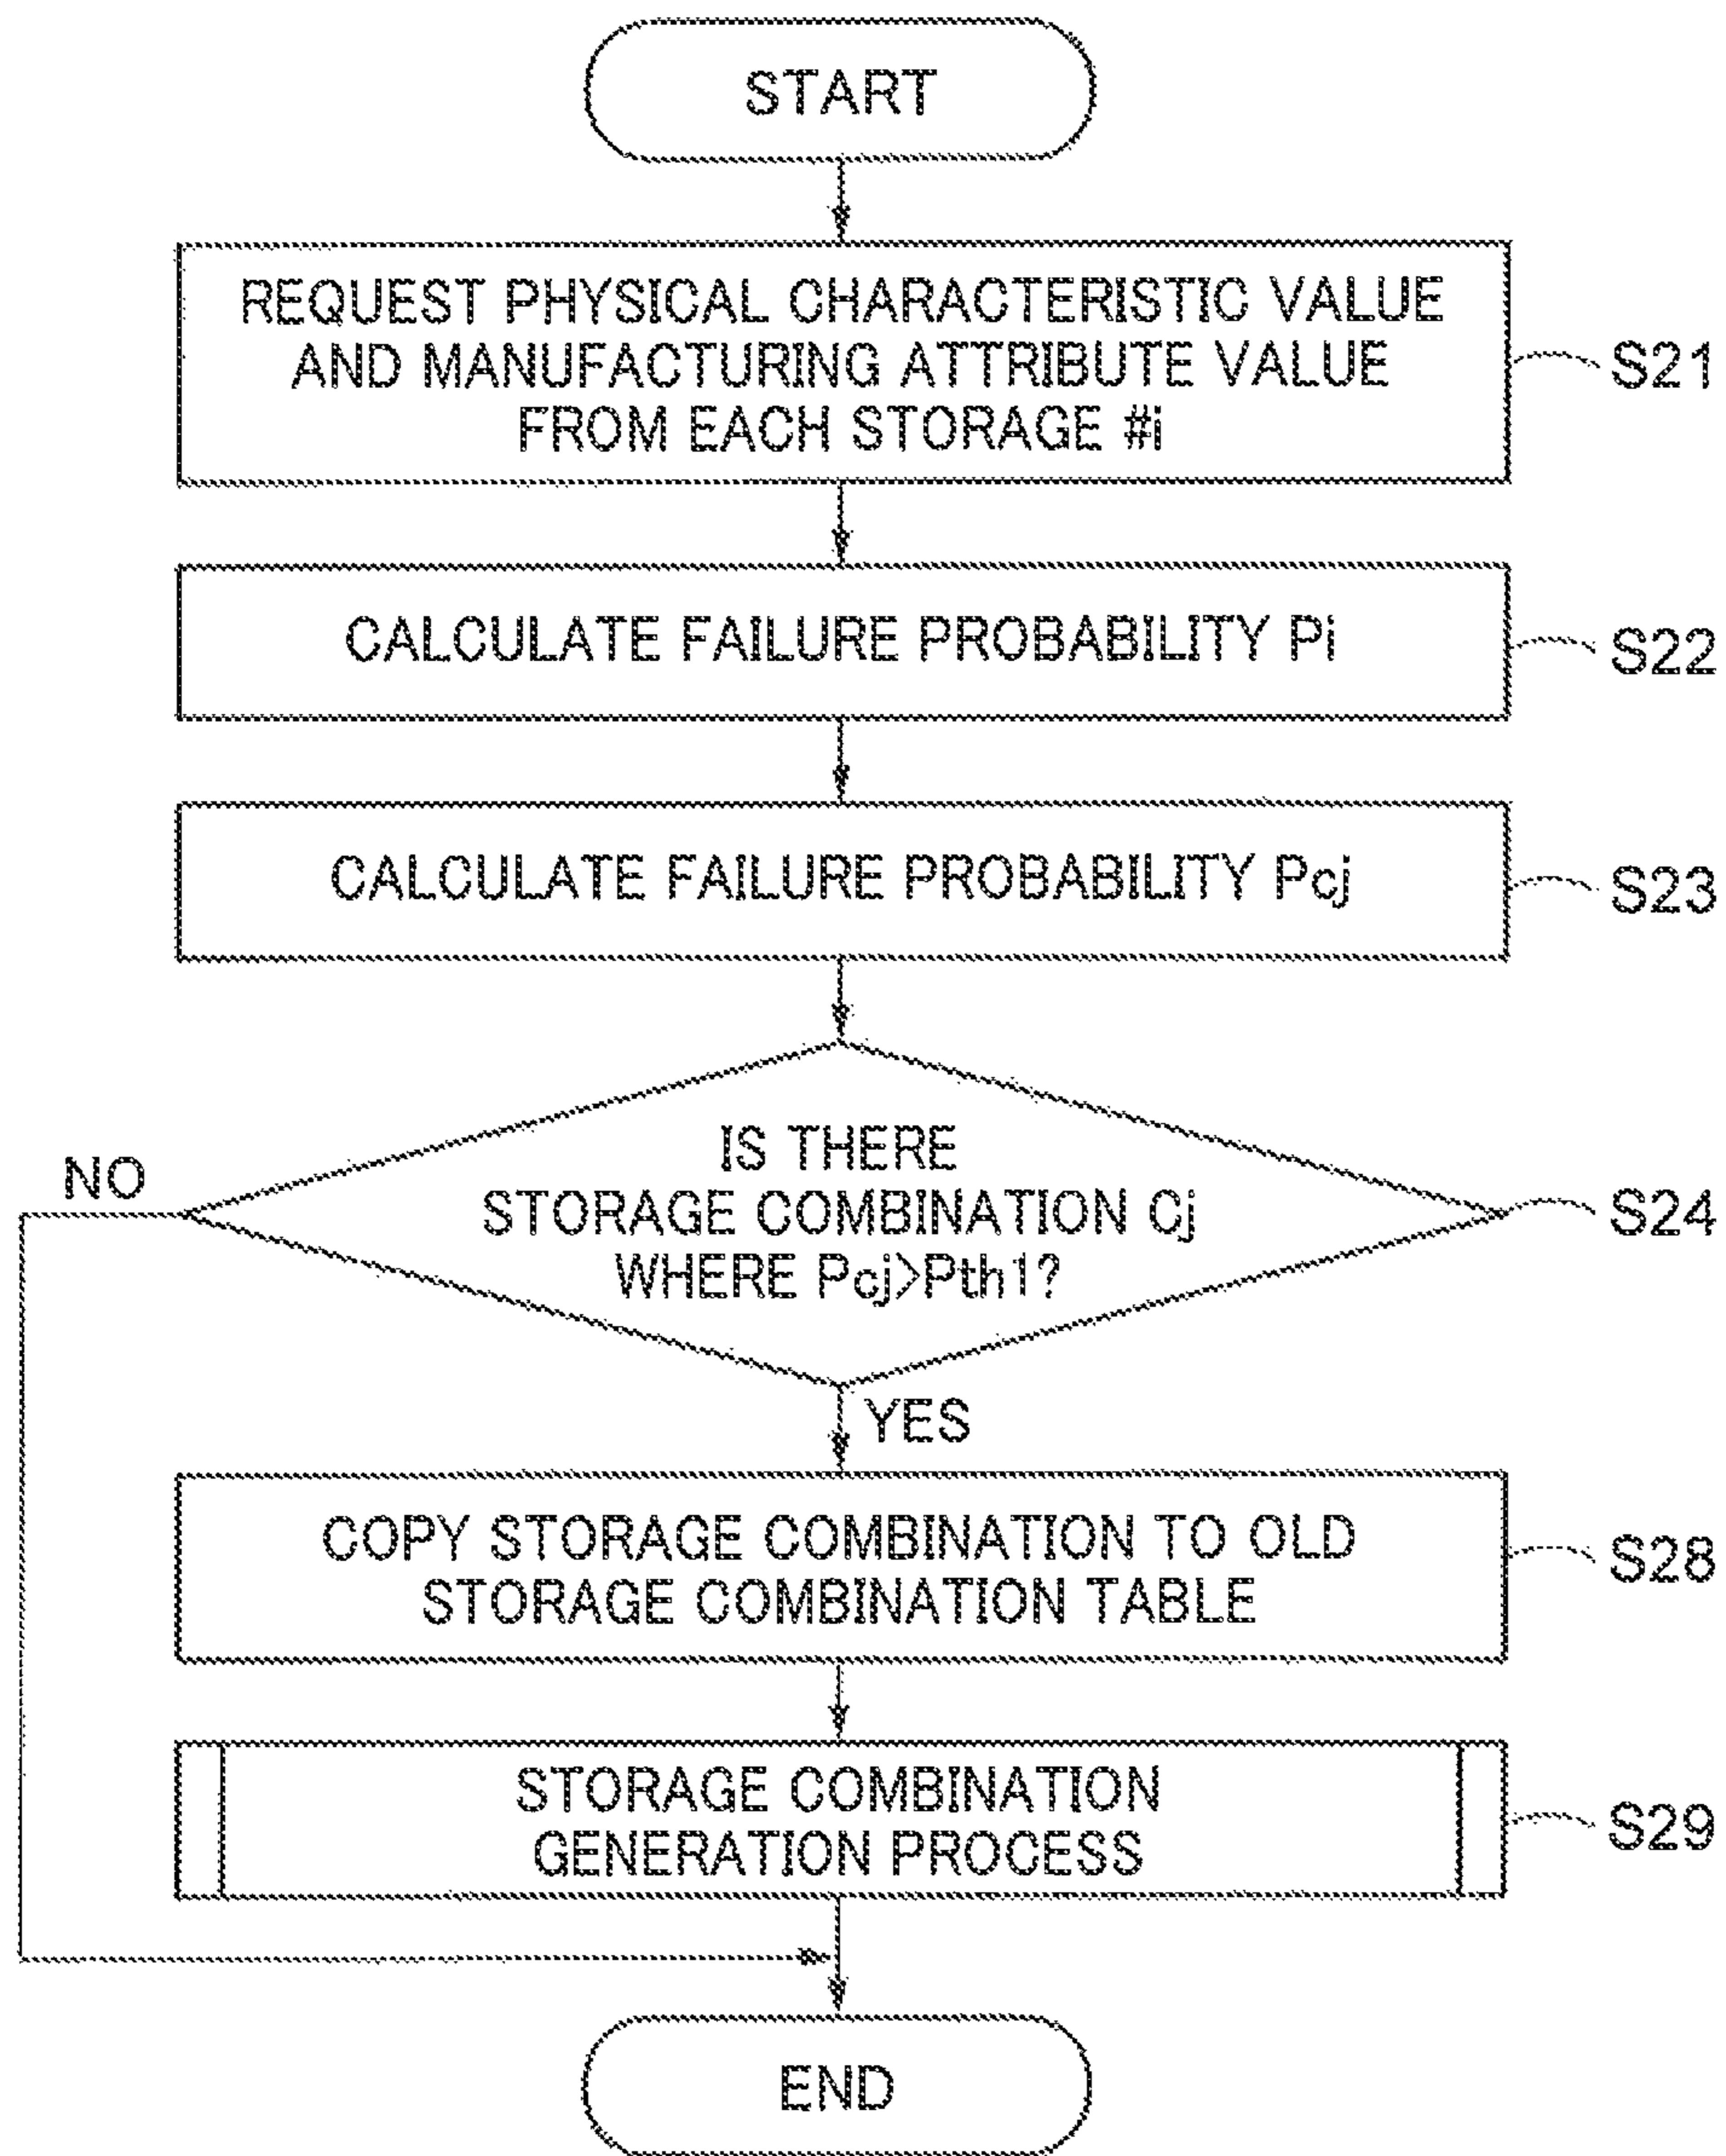 START
REQUEST PHYSICAL CHARACTERISTIC VALUE
AND MANUFACTURING ATTRIBUTE VALUE
FROM EACH STORAGE #i
S21
CALCULATE FAILURE PROBABILITY Pi
S22
CALCULATE FAILURE PROBABILITY Pcj
S23
IS THERE
STORAGE COMBINATION Cj
WHERE Pcj>Pth1?
NO
S24
YES
COPY STORAGE COMBINATION TO OLD
STORAGE COMBINATION TABLE
S28
STORAGE COMBINATION
GENERATION PROCESS
S29
END